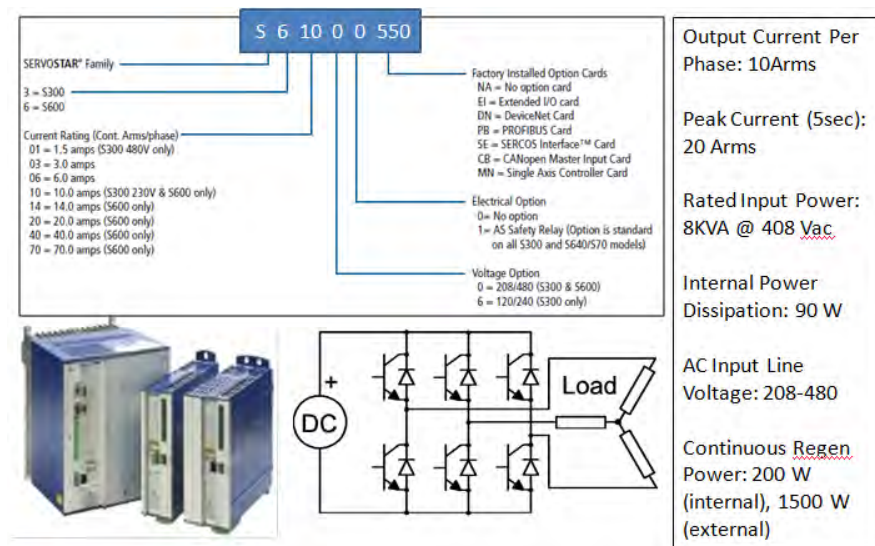 S 6 10 0 0 550
SERVOSTAR® Family
3 = S300
6 = S600
Current Rating (Cont. Arms/phase)
01 = 1.5 amps (S300 480V only)
03 = 3.0 amps
06 = 6.0 amps
10 = 10.0 amps (S300 230V & S600 only)
14 = 14.0 amps (S600 only)
20 = 20.0 amps (S600 only)
40 = 40.0 amps (S600 only)
70 = 70.0 amps (S600 only)
Factory Installed Option Cards
NA = No option card
EI = Extended I/O card
DN = DeviceNet Card
PB = PROFIBUS Card
SE = SERCOS Interface™ Card
CB = CANopen Master Input Card
MN = Single Axis Controller Card
Electrical Option
0= No option
1= AS Safety Relay (Option is standard
on all S300 and S640/S70 models)
Voltage Option
0 = 208/480 (S300 & S600)
6 = 120/240 (S300 only)
+
DC
Load
Output Current Per
Phase: 10Arms
Peak Current (5sec):
20 Arms
Rated Input Power:
8KVA @ 408 Vac
Internal Power
Dissipation: 90 W
AC Input Line
Voltage: 208-480
Continuous Regen
Power: 200 W
(internal), 1500 W
(external)